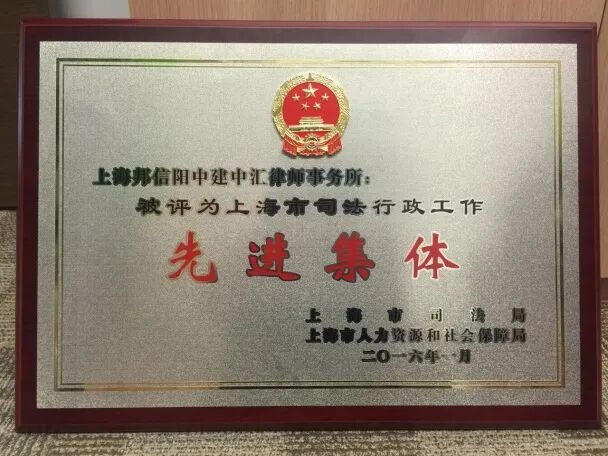 上海邦信阳中建中汇律师事务所：
被评为上海市司法行政工作
先进集体
上海市司法局
上海市人力资源和社会保障局
二〇一六年一月